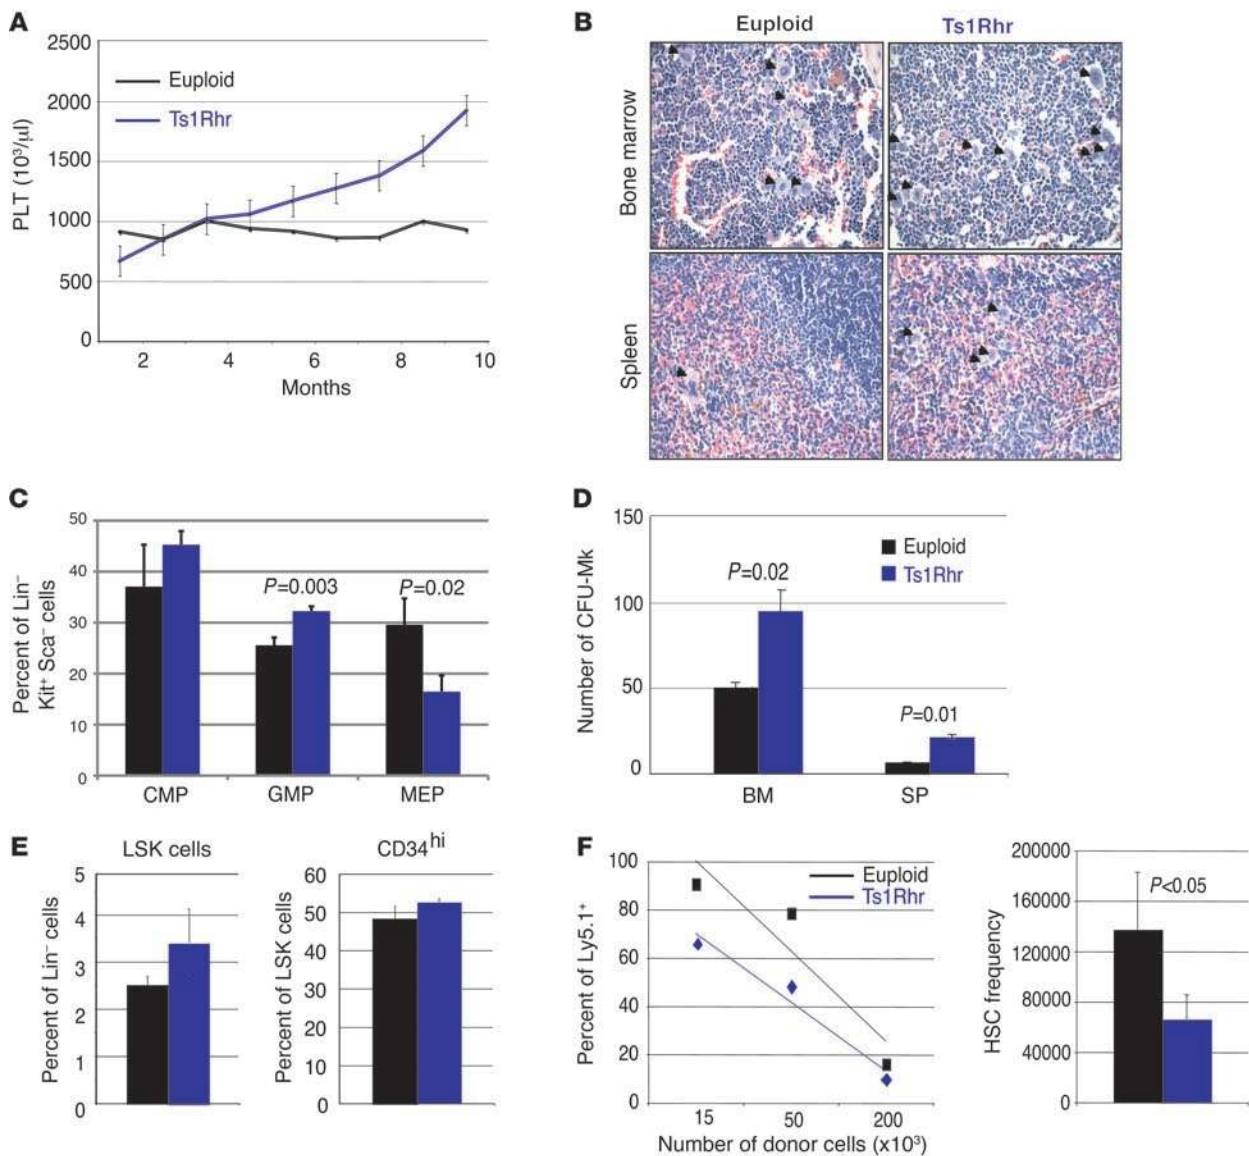 A
2500
2000
1500
1000
500
0
PLT (10³/µl)
Euploid
Ts1Rhr
2 4 6 8 10
Months
B
Euploid Ts1Rhr
Bone marrow
Spleen
C
50
40
30
20
10
0
Percent of Lin⁻
Kit⁺ Sca⁻ cells
P=0.003 P=0.02
CMP GMP MEP
D
150
100
50
0
Number of CFU-Mk
Euploid
Ts1Rhr
P=0.02
P=0.01
BM SP
E
LSK cells
5
4
3
2
1
0
Percent of Lin⁻ cells
CD34hi
60
50
40
30
20
10
0
Percent of LSK cells
F
100
80
60
40
20
0
Percent of Ly5.1⁺
Euploid
Ts1Rhr
15 50 200
Number of donor cells (x10³)
200000
160000
120000
80000
40000
0
HSC frequency
P<0.05